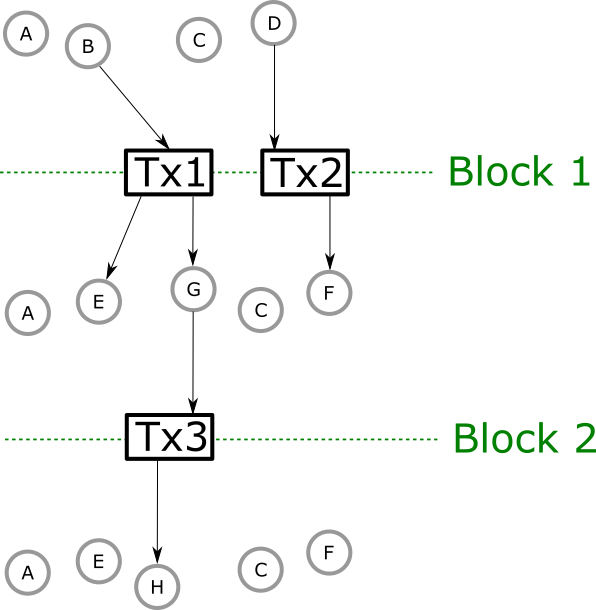 A B C D
Tx1 Tx2 Block 1
A E G C F
Tx3 Block 2
A E H C F